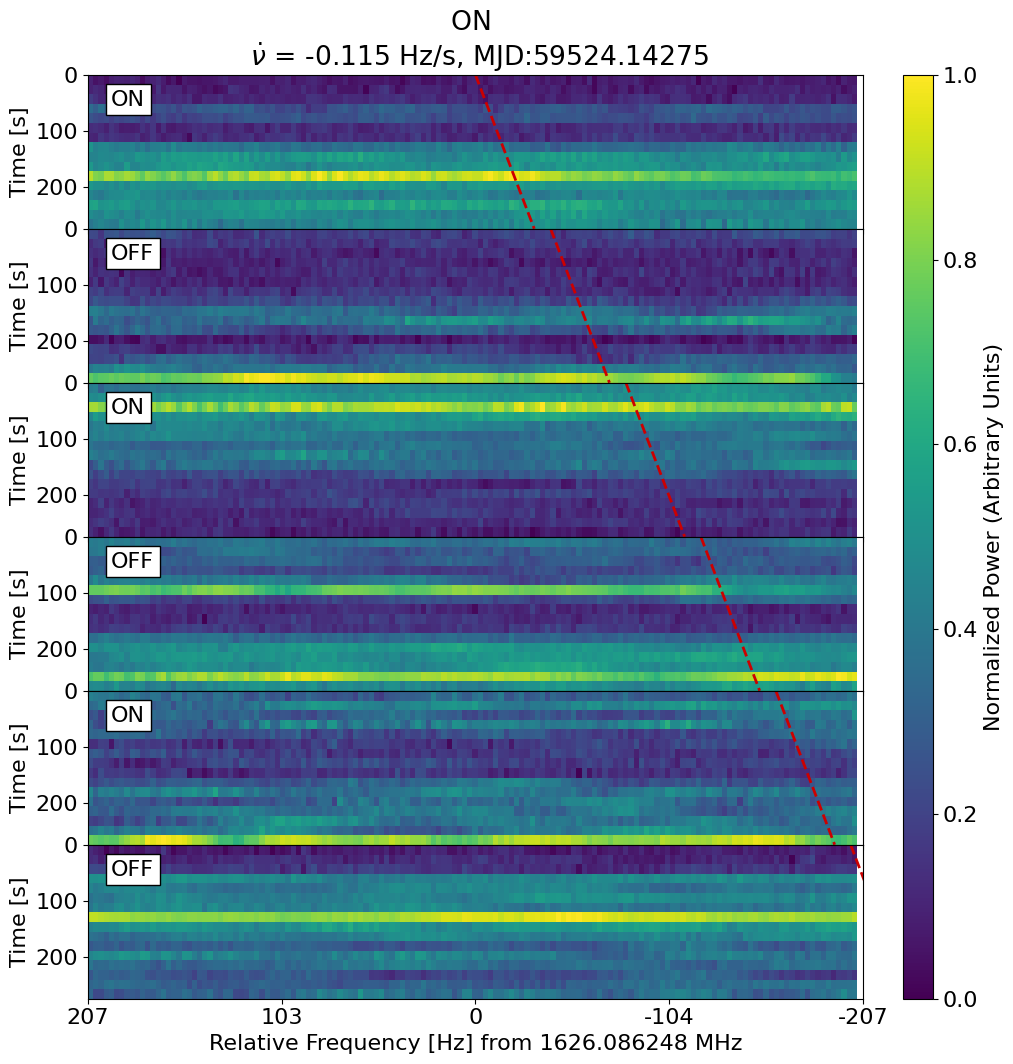 ON
ν̇ = -0.115 Hz/s, MJD:59524.14275
0
ON
100
Time [s]
200
0
OFF
100
Time [s]
200
0
ON
100
Time [s]
200
0
OFF
100
Time [s]
200
0
ON
100
Time [s]
200
0
OFF
100
Time [s]
200
207 103 0 -104 -207
Relative Frequency [Hz] from 1626.086248 MHz
1.0
0.8
0.6
0.4
0.2
0.0
Normalized Power (Arbitrary Units)